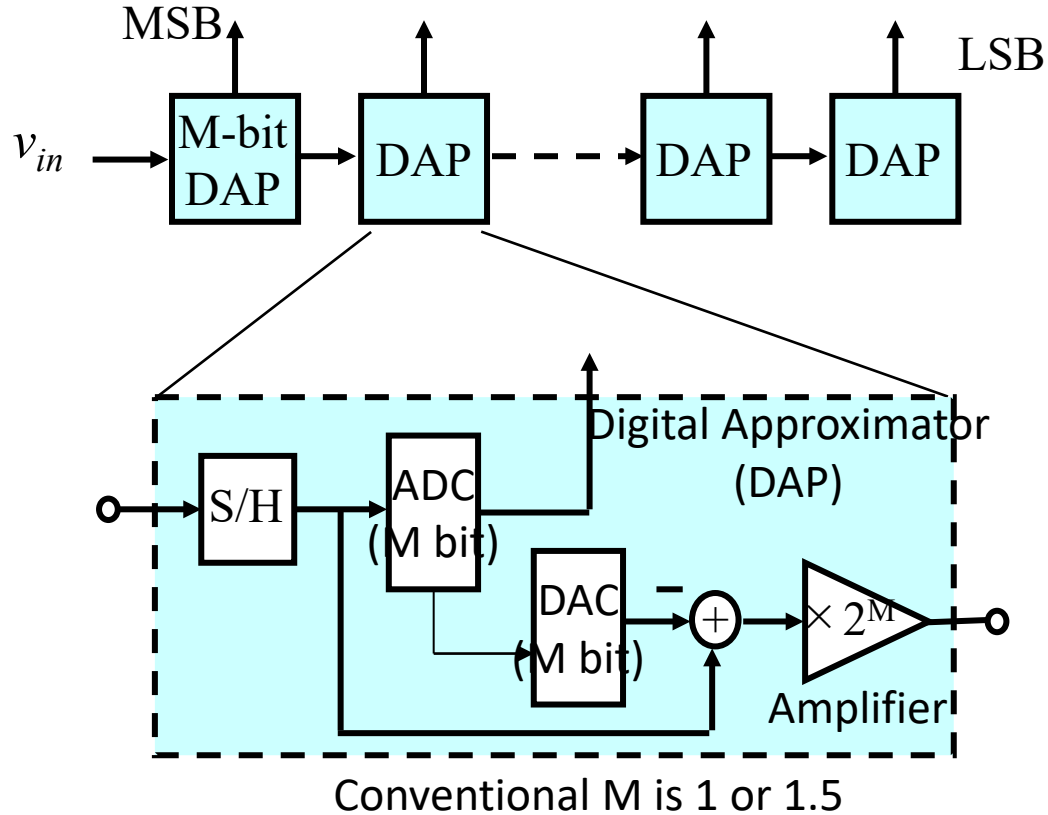 MSB
LSB
v_in
M-bit
DAP
DAP
DAP
DAP
Digital Approximator
(DAP)
S/H
ADC
(M bit)
DAC
(M bit)
−
+
× 2^M
Amplifier
Conventional M is 1 or 1.5